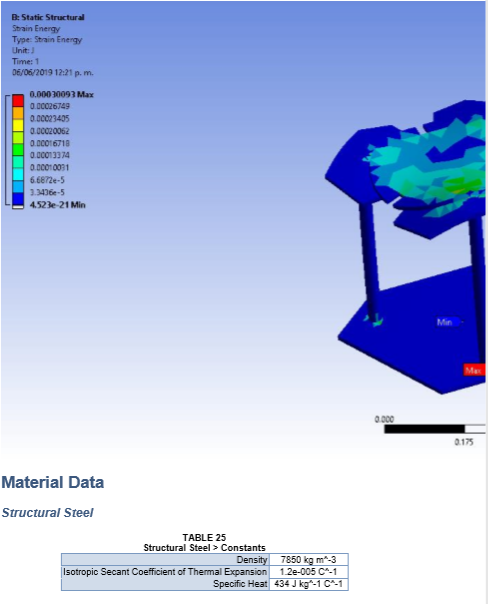 B: Static Structural
Strain Energy
Type: Strain Energy
Unit: J
Time: 1
06/06/2019 12:21 p. m.
0.00030093 Max
0.00026749
0.00023405
0.00020062
0.00016718
0.00013374
0.00010031
6.6872e-5
3.3436e-5
4.523e-21 Min
Min
Max
0.000
0.175
Material Data
Structural Steel
TABLE 25
Structural Steel > Constants
Density 7850 kg m^-3
Isotropic Secant Coefficient of Thermal Expansion 1.2e-005 C^-1
Specific Heat 434 J kg^-1 C^-1